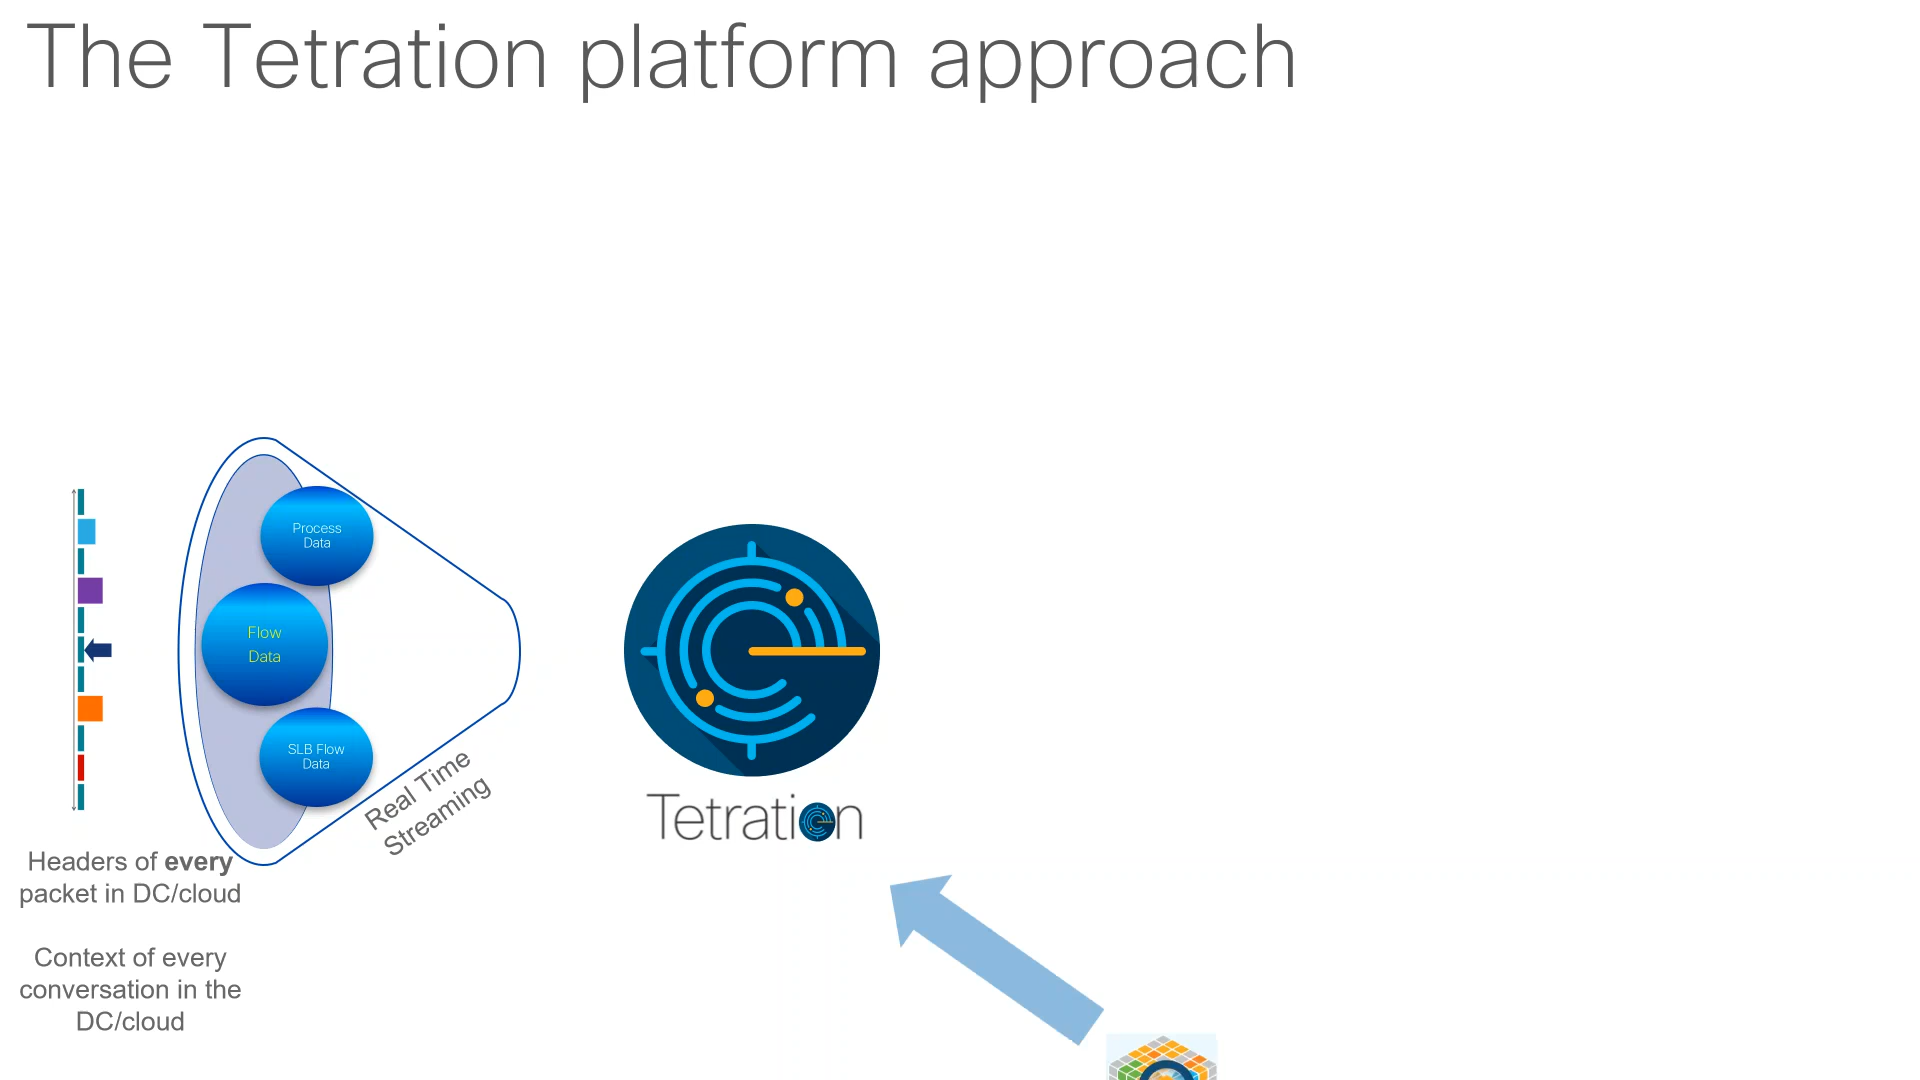 The Tetration platform approach
Process
Data
Flow
Data
SLB Flow
Data
Real Time
Streaming
Tetration
Headers of every
packet in DC/cloud
Context of every
conversation in the
DC/cloud